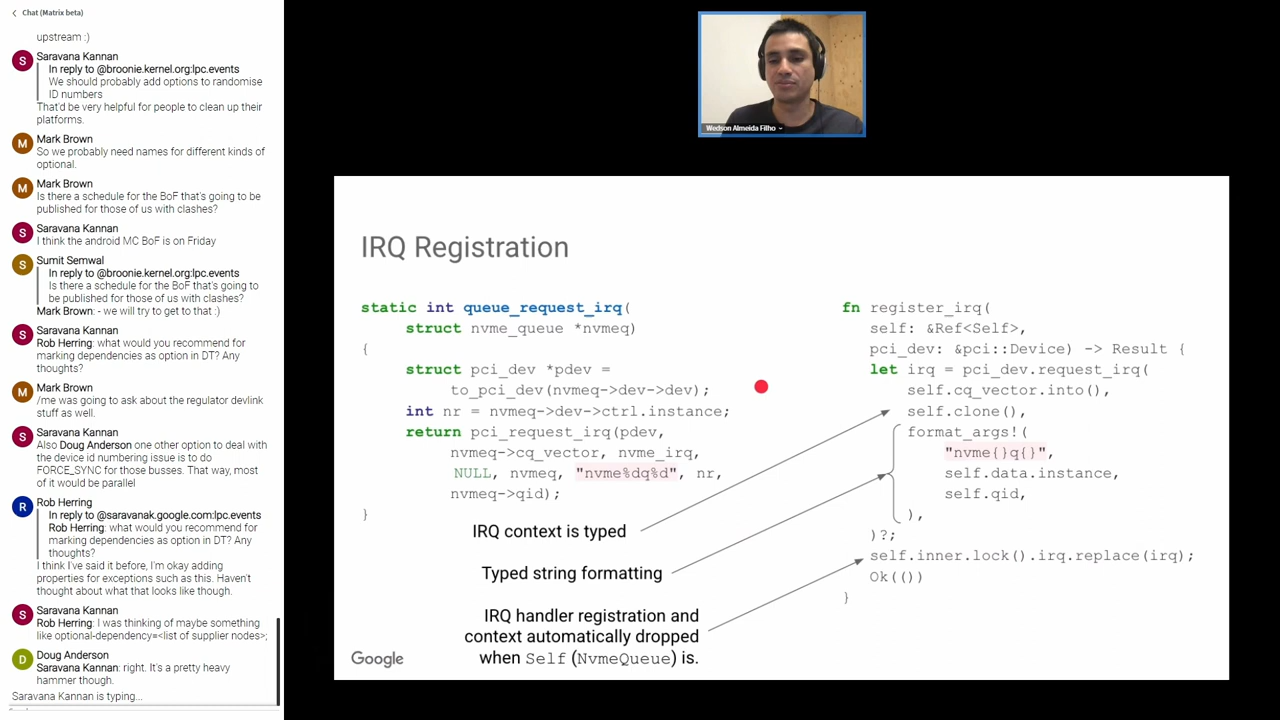 Chat (Matrix beta)
upstream :)
S
Saravana Kannan
In reply to @broonie.kernel.org:lpc.events
We should probably add options to randomise
ID numbers
That'd be very helpful for people to clean up their
platforms.
M
Mark Brown
So we probably need names for different kinds of
optional.
M
Mark Brown
Is there a schedule for the BoF that's going to be
published for those of us with clashes?
S
Saravana Kannan
I think the android MC BoF is on Friday
S
Sumit Semwal
In reply to @broonie.kernel.org:lpc.events
Is there a schedule for the BoF that's going to
be published for those of us with clashes?
Mark Brown: - we will try to get to that :)
S
Saravana Kannan
Rob Herring: what would you recommend for
marking dependencies as option in DT? Any
thoughts?
M
Mark Brown
/me was going to ask about the regulator devlink
stuff as well.
S
Saravana Kannan
Also Doug Anderson one other option to deal with
the device id numbering issue is to do
FORCE_SYNC for those busses. That way, most
of it would be parallel
R
Rob Herring
In reply to @saravanak.google.com:lpc.events
Rob Herring: what would you recommend for
marking dependencies as option in DT? Any
thoughts?
I think I've said it before, I'm okay adding
properties for exceptions such as this. Haven't
thought about what that looks like though.
S
Saravana Kannan
Rob Herring: I was thinking of maybe something
like optional-dependency=<list of supplier nodes>;
D
Doug Anderson
Saravana Kannan: right. It's a pretty heavy
hammer though.
Saravana Kannan is typing...
Wedson Almeida Filho
IRQ Registration
static int queue_request_irq(
struct nvme_queue *nvmeq)
{
struct pci_dev *pdev =
to_pci_dev(nvmeq->dev->dev);
int nr = nvmeq->dev->ctrl.instance;
return pci_request_irq(pdev,
nvmeq->cq_vector, nvme_irq,
NULL, nvmeq, "nvme%dq%d", nr,
nvmeq->qid);
}
IRQ context is typed
Typed string formatting
IRQ handler registration and
context automatically dropped
when Self (NvmeQueue) is.
fn register_irq(
self: &Ref<Self>,
pci_dev: &pci::Device) -> Result {
let irq = pci_dev.request_irq(
self.cq_vector.into(),
self.clone(),
format_args!(
"nvme{}q{}",
self.data.instance,
self.qid,
),
)?;
self.inner.lock().irq.replace(irq);
Ok(())
}
Google